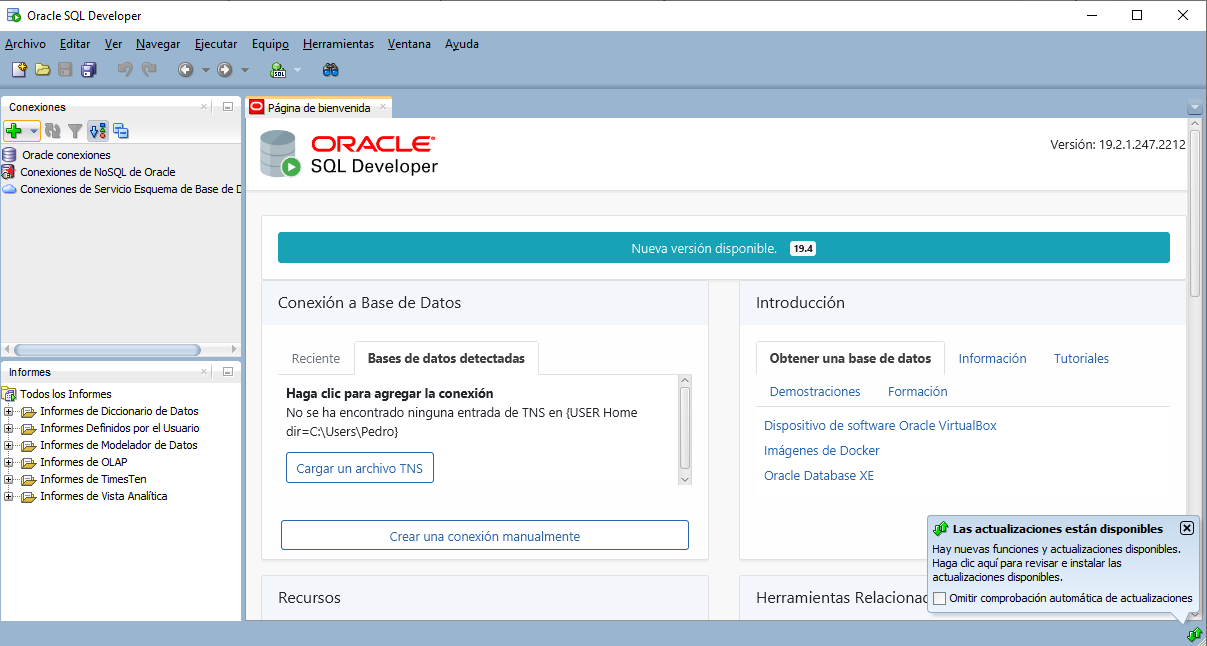 Oracle SQL Developer
Archivo Editar Ver Navegar Ejecutar Equipo Herramientas Ventana Ayuda
SQL
Conexiones
Oracle conexiones
Conexiones de NoSQL de Oracle
Conexiones de Servicio Esquema de Base de D
Informes
Todos los Informes
Informes de Diccionario de Datos
Informes Definidos por el Usuario
Informes de Modelador de Datos
Informes de OLAP
Informes de TimesTen
Informes de Vista Analítica
Página de bienvenida
ORACLE
SQL Developer
Versión: 19.2.1.247.2212
Nueva versión disponible. 19.4
Conexión a Base de Datos
Reciente Bases de datos detectadas
Haga clic para agregar la conexión
No se ha encontrado ninguna entrada de TNS en {USER Home
dir=C:\Users\Pedro}
Cargar un archivo TNS
Crear una conexión manualmente
Recursos
Introducción
Obtener una base de datos Información Tutoriales
Demostraciones Formación
Dispositivo de software Oracle VirtualBox
Imágenes de Docker
Oracle Database XE
Herramientas Relacionad
Las actualizaciones están disponibles
Hay nuevas funciones y actualizaciones disponibles.
Haga clic aquí para revisar e instalar las
actualizaciones disponibles.
Omitir comprobación automática de actualizaciones